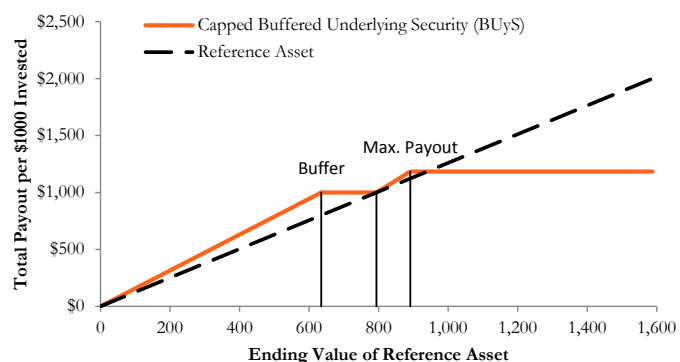 Capped Buffered Underlying Security (BUyS)
Reference Asset
Total Payout per $1000 Invested
$2,500
$2,000
$1,500
$1,000
$500
$0
Buffer
Max. Payout
0
200
400
600
800
1,000
1,200
1,400
1,600
Ending Value of Reference Asset